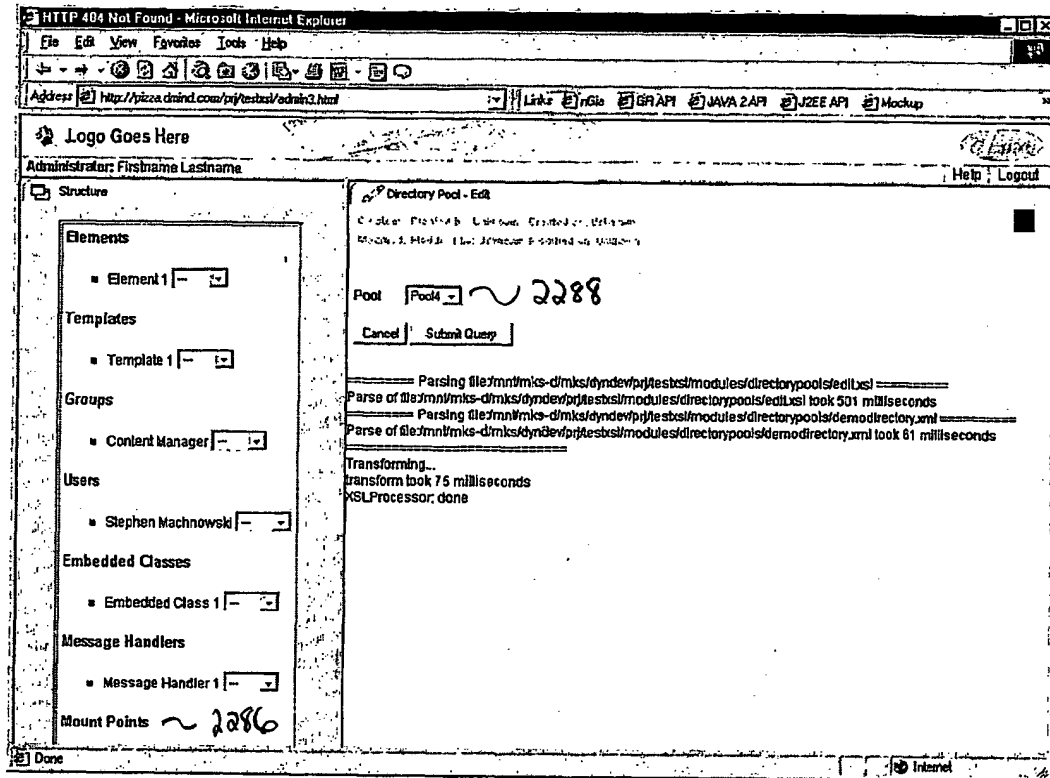 HTTP 404 Not Found - Microsoft Internet Explorer
File Edit View Favorites Tools Help
Address http://pizza.dmind.com/prj/testxsl/admin3.html Links nGie GR API JAVA 2 API J2EE API Mockup
Logo Goes Here
Administrator: Firstname Lastname
Help Logout
Structure
Elements
Element 1 --
Templates
Template 1 --
Groups
Content Manager --
Users
Stephen Machnowski --
Embedded Classes
Embedded Class 1 --
Message Handlers
Message Handler 1 --
Mount Points ~ 2286
Directory Pool - Edit
Pool Pool4 ~ 2288
Cancel Submit Query
========= Parsing file:/mnt/mks-d/mks/dyndev/prj/testxsl/modules/directorypools/edit.xsl =========
Parse of file:/mnt/mks-d/mks/dyndev/prj/testxsl/modules/directorypools/edit.xsl took 501 milliseconds
========= Parsing file:/mnt/mks-d/mks/dyndev/prj/testxsl/modules/directorypools/demodirectory.xml =========
Parse of file:/mnt/mks-d/mks/dyndev/prj/testxsl/modules/directorypools/demodirectory.xml took 61 milliseconds
==========================
Transforming...
transform took 75 milliseconds
XSLProcessor: done
Done
Internet